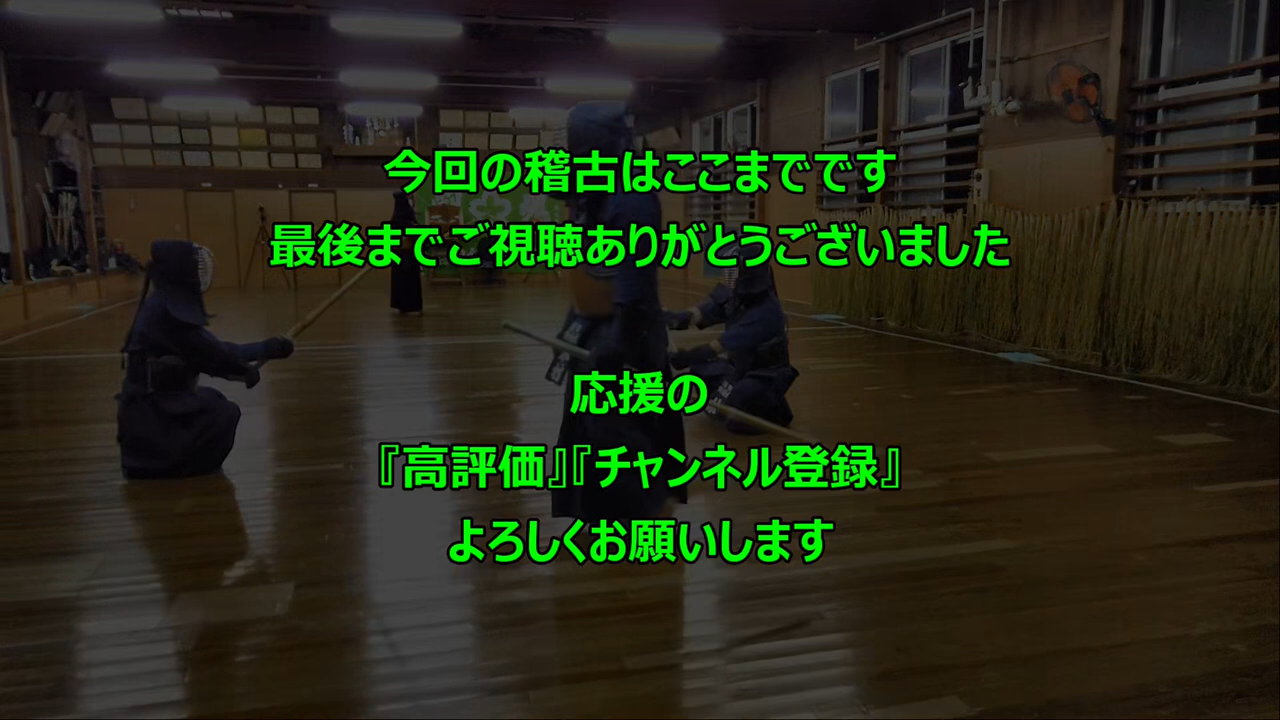 今回の稽古はここまでです
最後までご視聴ありがとうございました
応援の
『高評価』『チャンネル登録』
よろしくお願いします